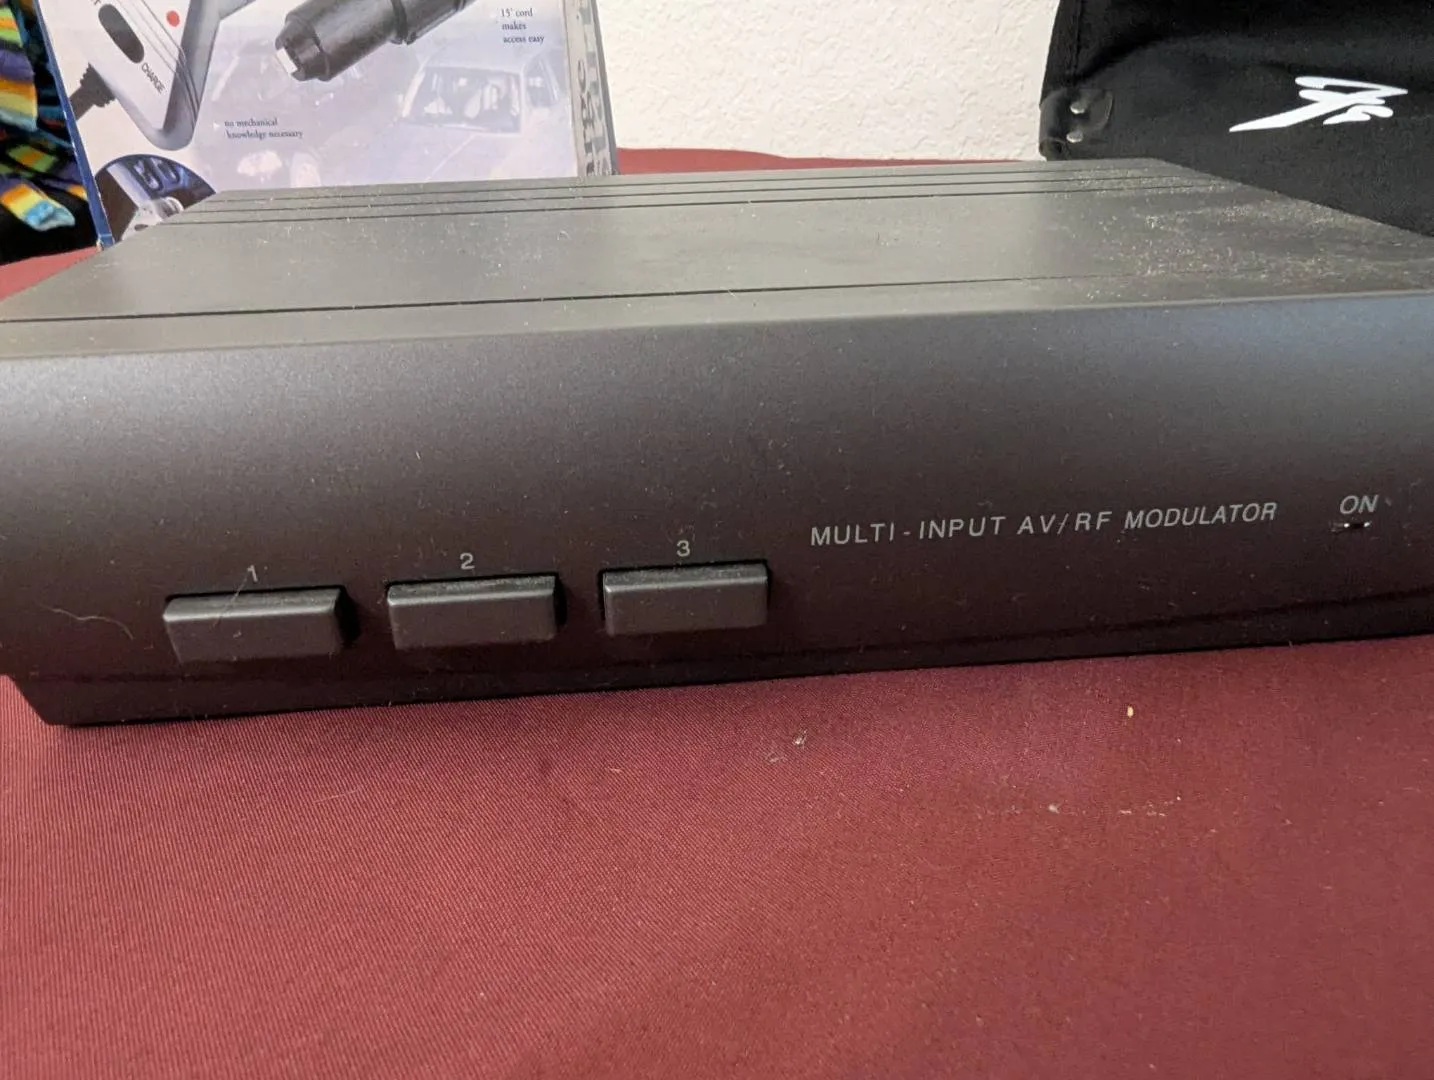 15' cord
makes
access easy
CHARGE
no mechanical
knowledge necessary
1
2
3
MULTI-INPUT AV/RF MODULATOR
ON